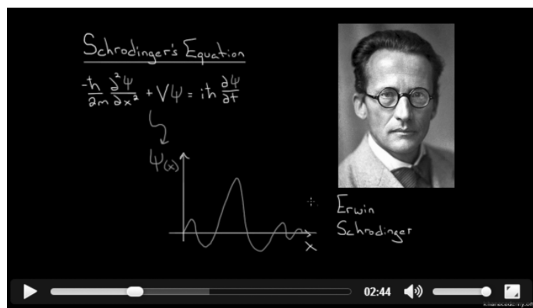 Schrodinger's Equation
-ħ/2m ∂²Ψ/∂x² + VΨ = iħ ∂Ψ/∂t
Ψ(x)
x
Erwin
Schrodinger
02:44